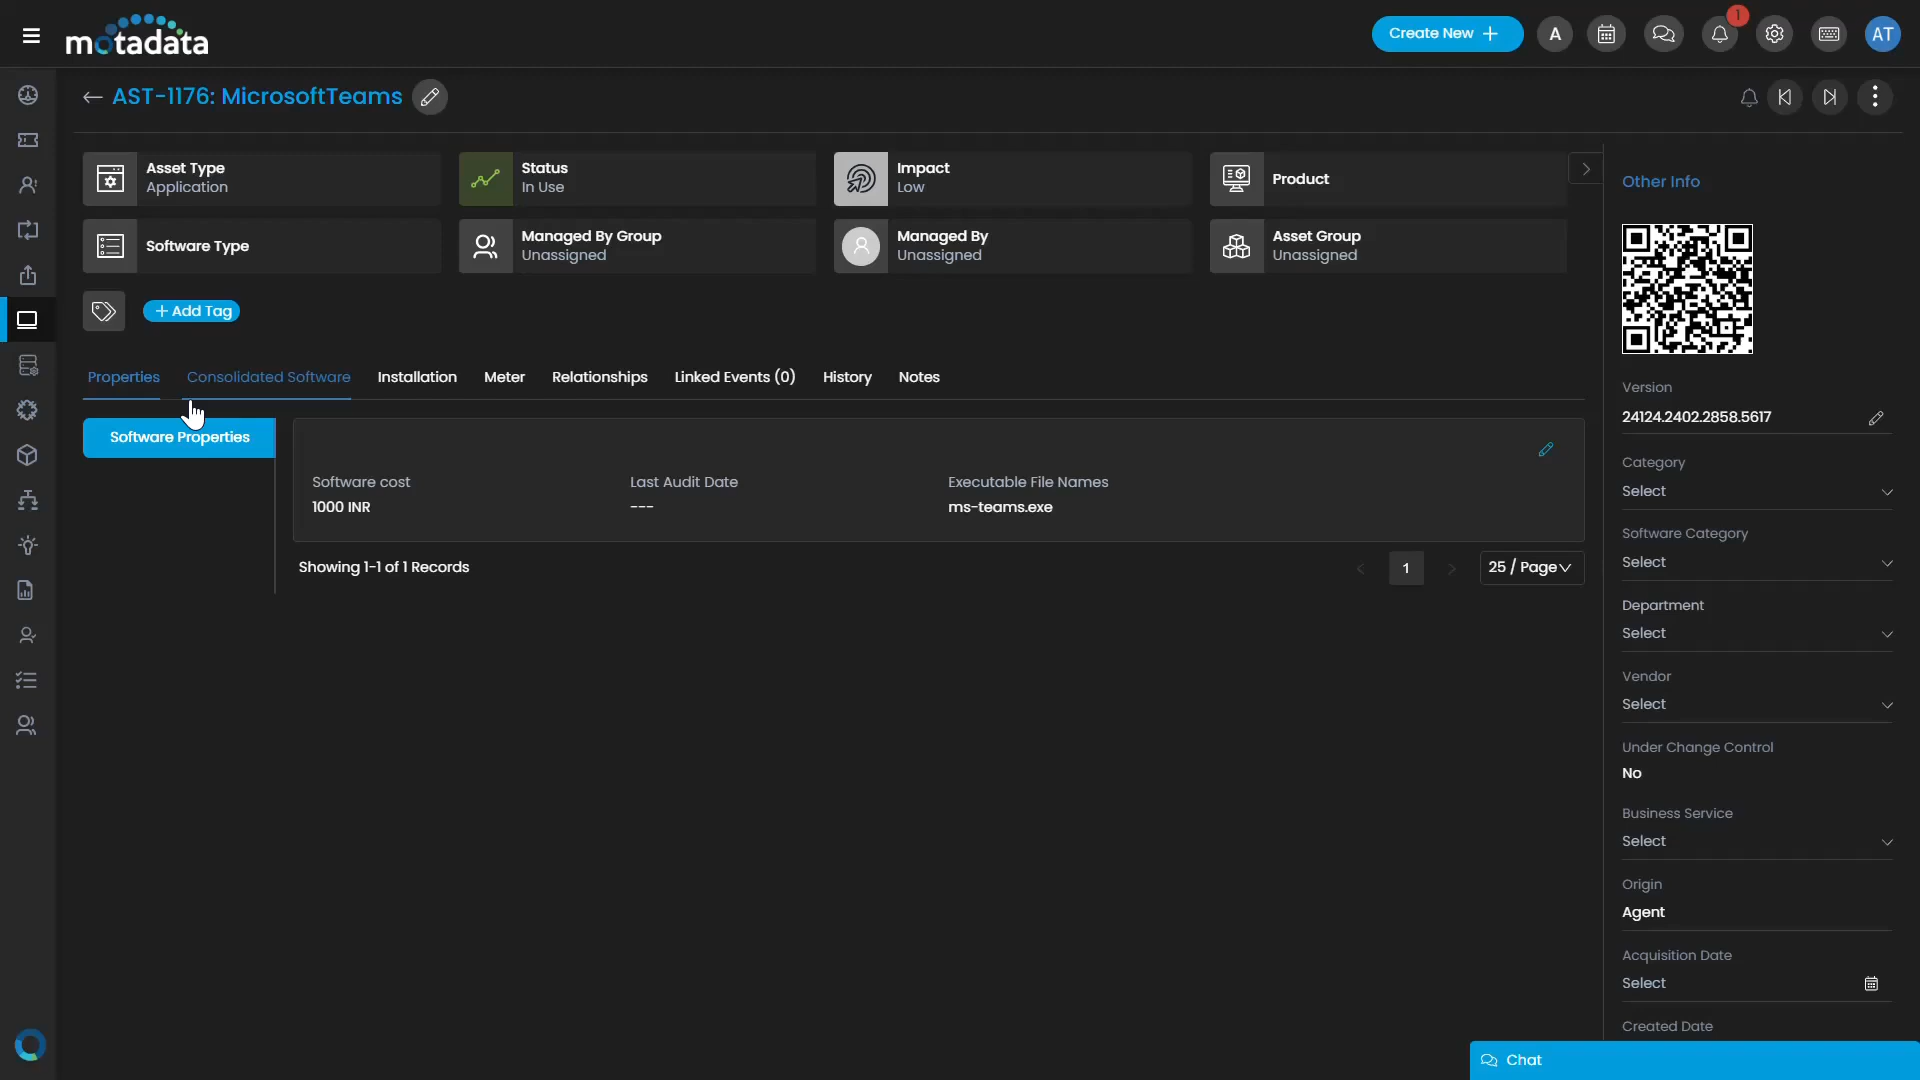 motadata
Create New
A
1
AT
AST-1176: MicrosoftTeams
Asset Type
Application
Status
In Use
Impact
Low
Product
Software Type
Managed By Group
Unassigned
Managed By
Unassigned
Asset Group
Unassigned
Add Tag
Properties
Consolidated Software
Installation
Meter
Relationships
Linked Events (0)
History
Notes
Software Properties
Software cost
1000 INR
Last Audit Date
---
Executable File Names
ms-teams.exe
Showing 1-1 of 1 Records
1
25 / Page
Other Info
Version
24124.2402.2858.5617
Category
Select
Software Category
Select
Department
Select
Vendor
Select
Under Change Control
No
Business Service
Select
Origin
Agent
Acquisition Date
Select
Created Date
Chat